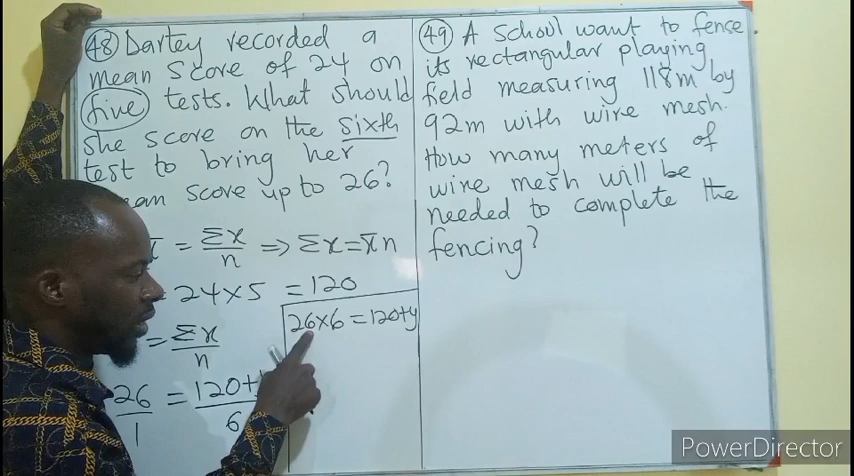 48 Dartey recorded a
mean score of 24 on
five tests. What should
she score on the sixth
test to bring her
score up to 26?
= Σx/n ⇒ Σx = x̄n
24×5 = 120
= Σx/n
26×6 = 120+y
26/1 = 120+/6
49 A School want to fense
its rectangular playing
field measuring 118m by
92m with wire mesh.
How many meters of
wire mesh will be
needed to complete the
fencing?
PowerDirector